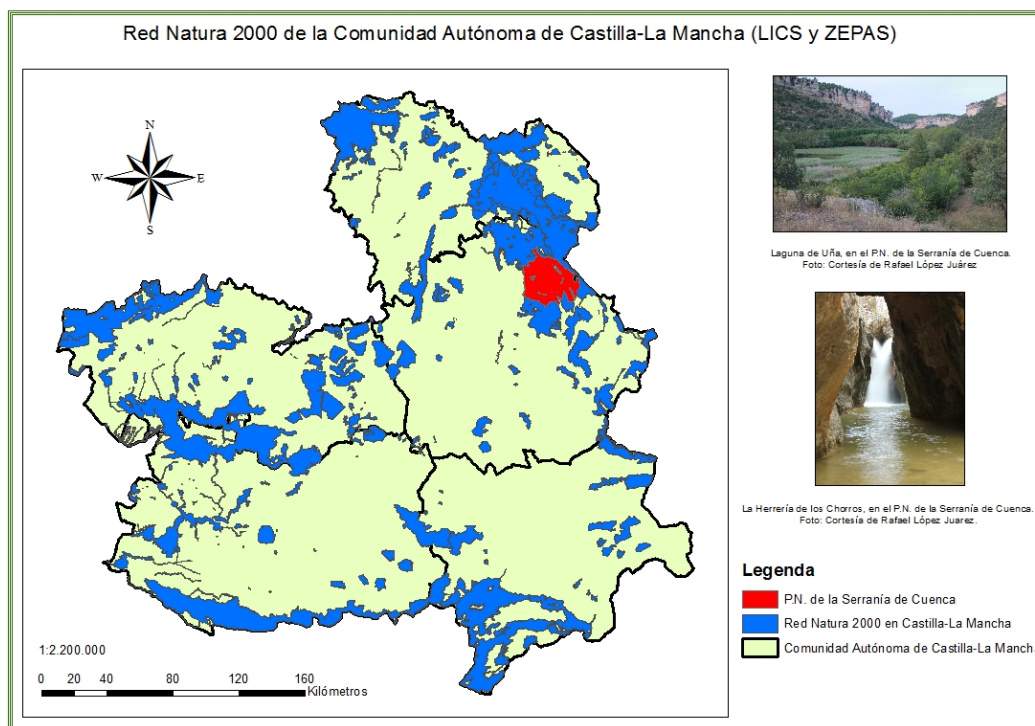 Red Natura 2000 de la Comunidad Autónoma de Castilla-La Mancha (LICS y ZEPAS)
N
W
E
S
Laguna de Uña, en el P.N. de la Serranía de Cuenca.
Foto: Cortesía de Rafael López Juárez
La Herrería de los Chorros, en el P.N. de la Serranía de Cuenca.
Foto: Cortesía de Rafael López Juarez.
Legenda
P.N. de la Serranía de Cuenca
Red Natura 2000 en Castilla-La Mancha
Comunidad Autónoma de Castilla-La Mancha
1:2.200.000
0 20 40 80 120 160
Kilómetros